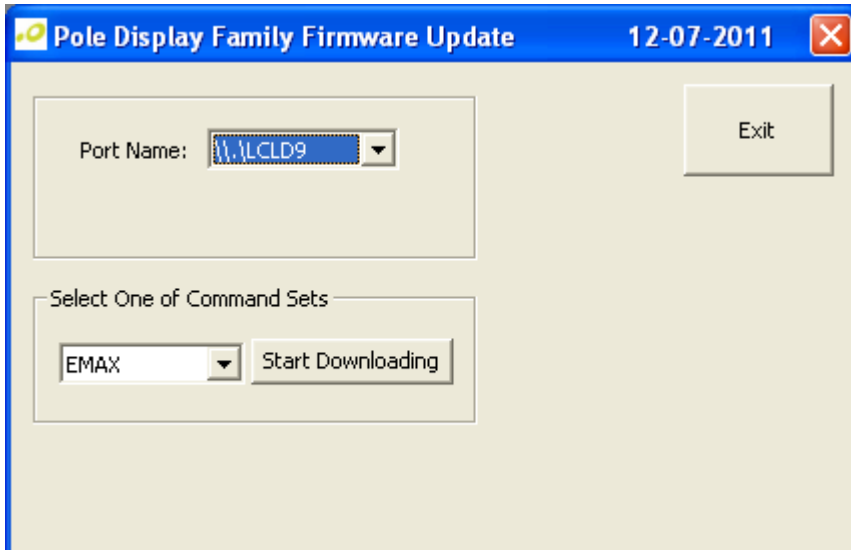 Pole Display Family Firmware Update 12-07-2011
Port Name: \\.\LCLD9
Exit
Select One of Command Sets
EMAX Start Downloading